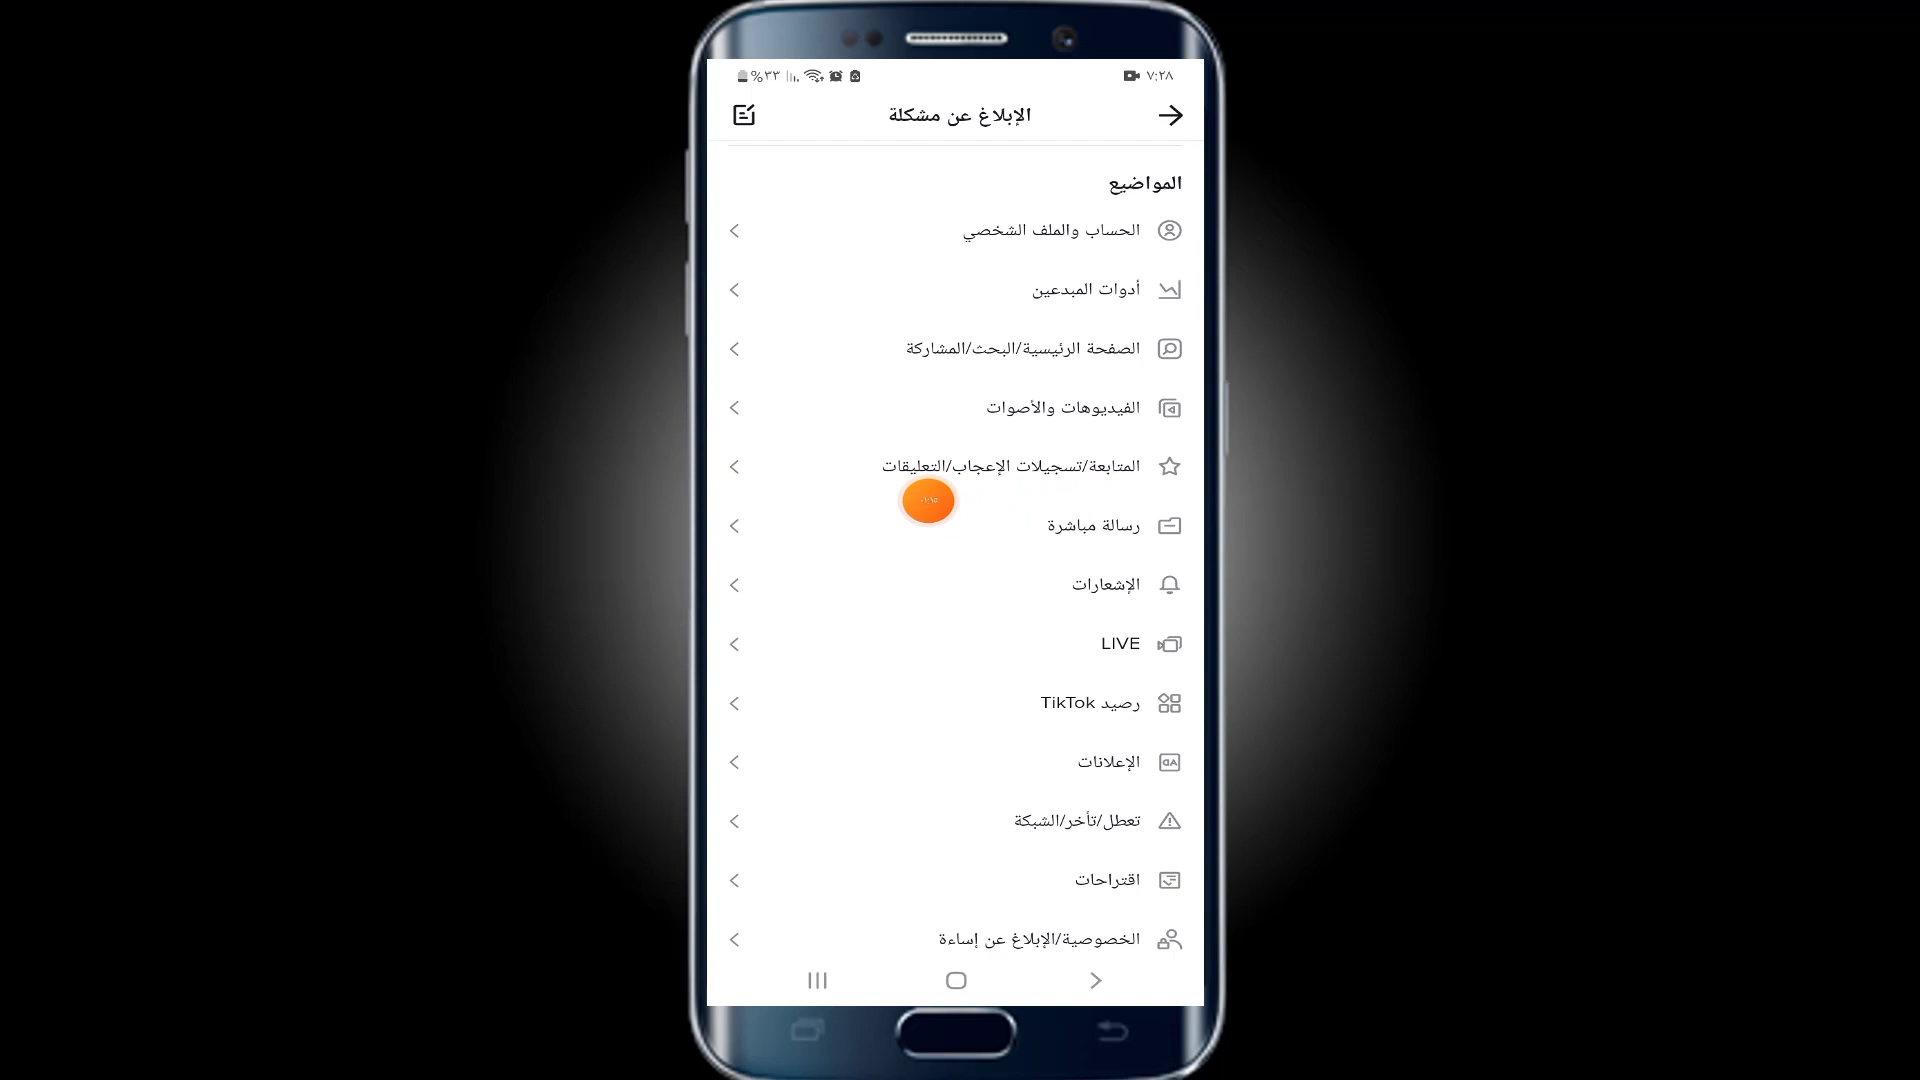 ٧:٢٨ %٣٣
الإبلاغ عن مشكلة
المواضيع
الحساب والملف الشخصي
أدوات المبدعين
الصفحة الرئيسية/البحث/المشاركة
الفيديوهات والأصوات
المتابعة/تسجيلات الإعجاب/التعليقات
رسالة مباشرة
الإشعارات
LIVE
رصيد TikTok
الإعلانات
تعطل/تأخر/الشبكة
اقتراحات
الخصوصية/الإبلاغ عن إساءة